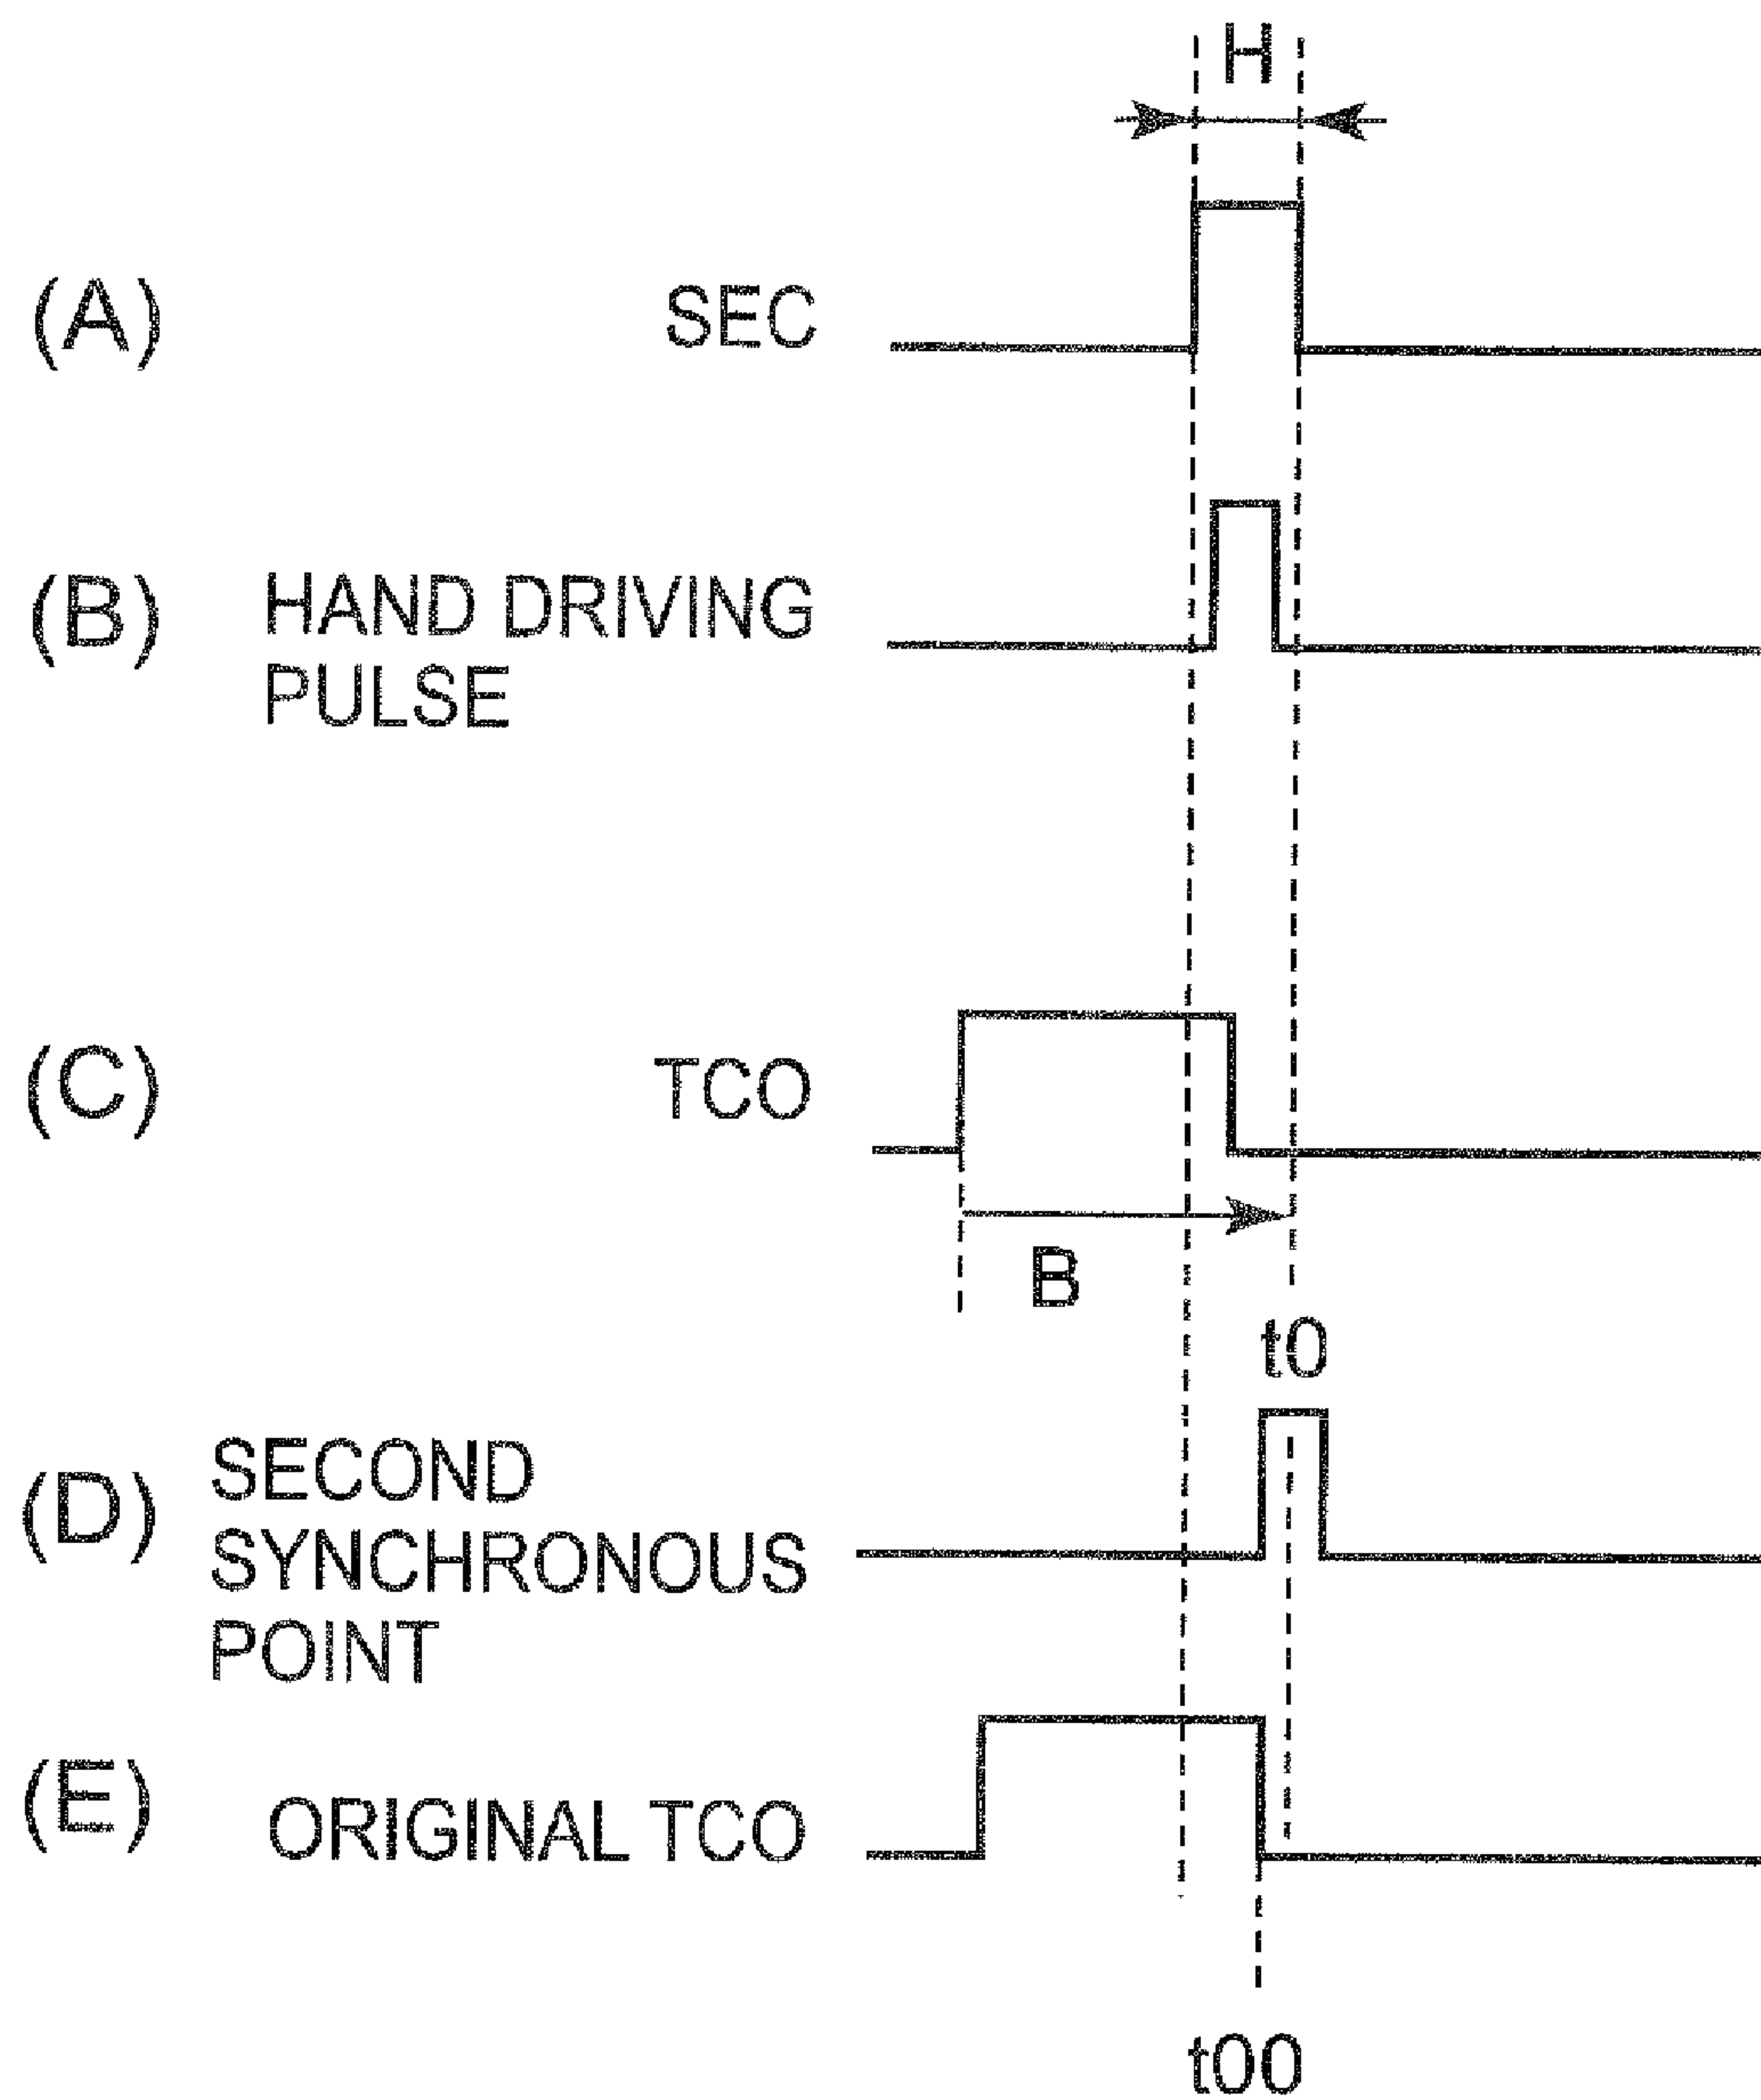 H
(A) SEC
(B) HAND DRIVING
PULSE
(C) TCO
B
t0
(D) SECOND
SYNCHRONOUS
POINT
(E) ORIGINAL TCO
t00